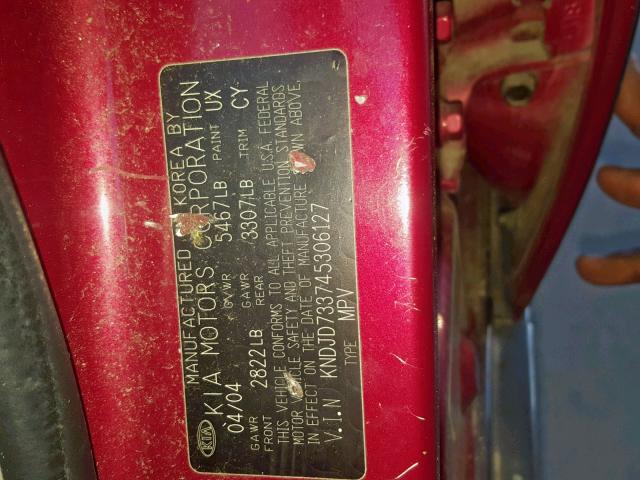 MANUFACTURED KOREA BY
KIA KIA MOTORS CORPORATION
04/04 GVWR 5467LB PAINT UX
GAWR FRONT 2822LB GAWR REAR 3307LB TRIM CY
THIS VEHICLE CONFORMS TO ALL APPLICABLE U.S.A. FEDERAL
MOTOR VEHICLE SAFETY AND THEFT PREVENTION STANDARDS
IN EFFECT ON THE DATE OF MANUFACTURE ABOVE.
V.I.N KNDJD733745306127
TYPE MPV